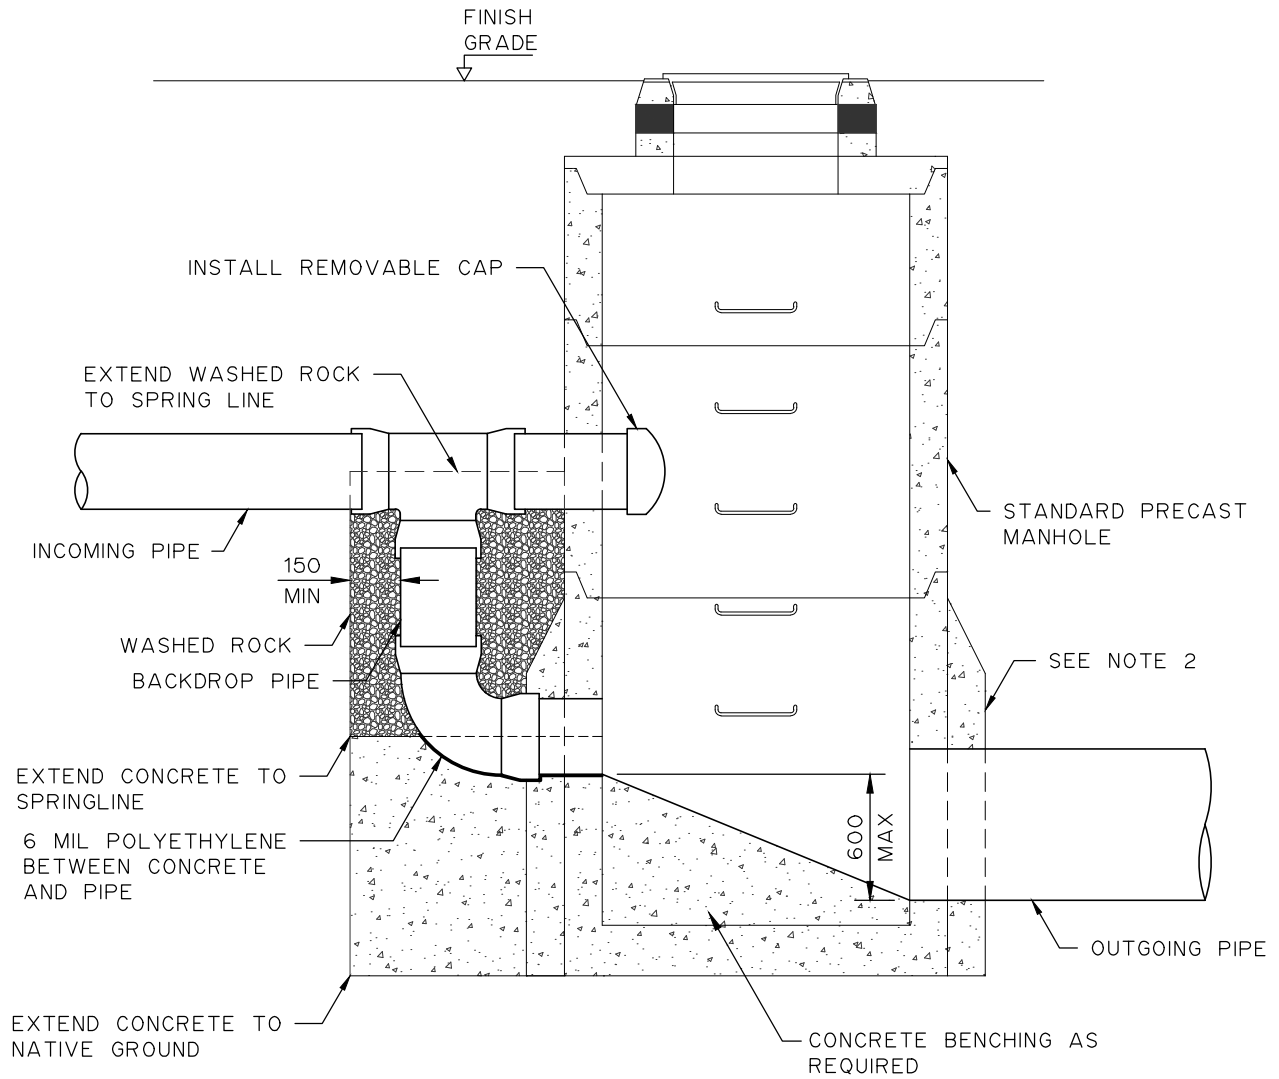 FINISH
GRADE
INSTALL REMOVABLE CAP
EXTEND WASHED ROCK
TO SPRING LINE
STANDARD PRECAST
MANHOLE
INCOMING PIPE
150
MIN
WASHED ROCK
BACKDROP PIPE
SEE NOTE 2
EXTEND CONCRETE TO
SPRINGLINE
6 MIL POLYETHYLENE
BETWEEN CONCRETE
AND PIPE
600
MAX
OUTGOING PIPE
EXTEND CONCRETE TO
NATIVE GROUND
CONCRETE BENCHING AS
REQUIRED